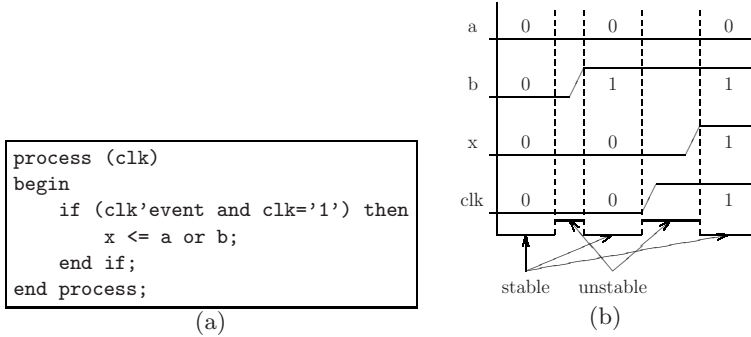 process (clk)
begin
    if (clk'event and clk='1') then
        x <= a or b;
    end if;
end process;
(a)
a 0 0 0
b 0 1 1
x 0 0 1
clk 0 0 1
stable unstable
(b)